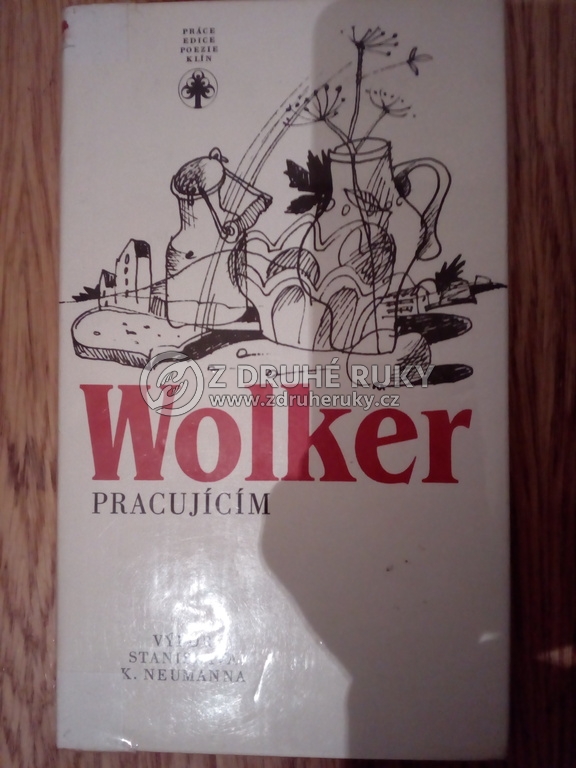 PRÁCE
EDICE
POEZIE
KLÍN
Z DRUHÉ RUKY
www.zdruheruky.cz
Wolker
PRACUJÍCÍM
K. NEUMANNA